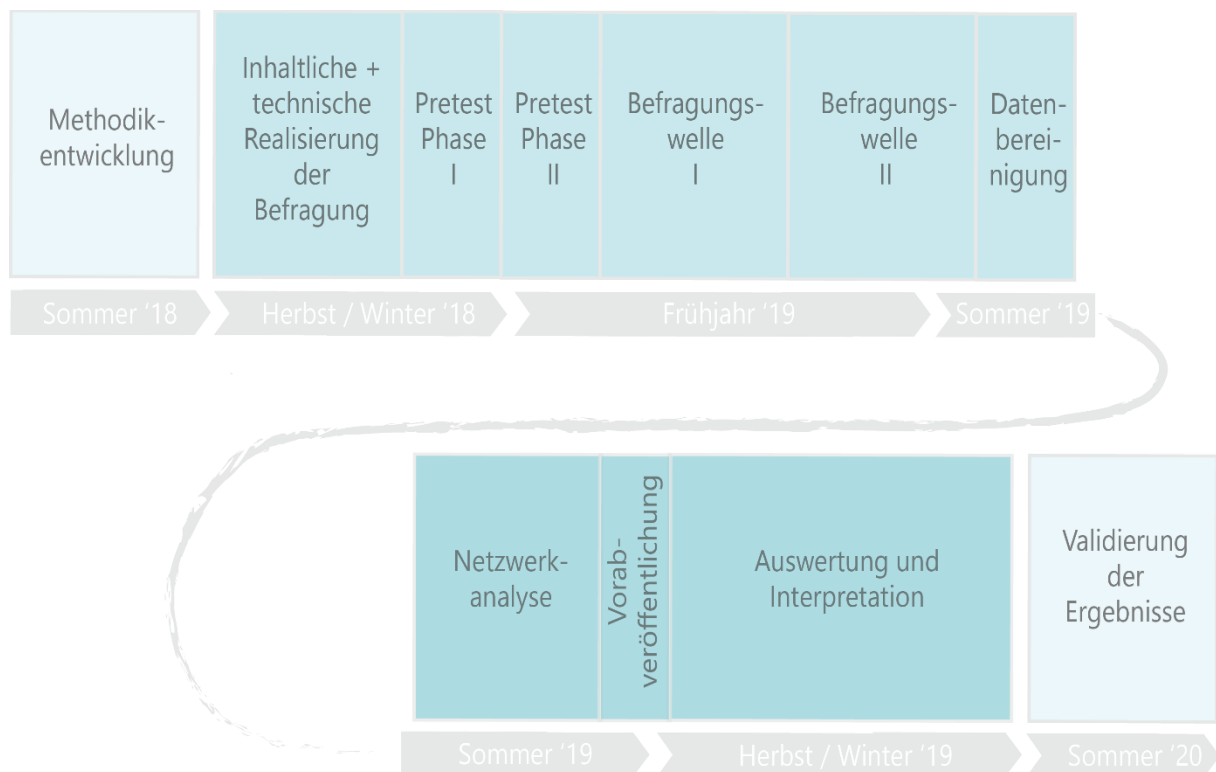 Methodik-
entwicklung
Inhaltliche +
technische
Realisierung
der
Befragung
Pretest
Phase
I
Pretest
Phase
II
Befragungs-
welle
I
Befragungs-
welle
II
Daten-
berei-
nigung
Sommer ‘18
Herbst / Winter ‘18
Frühjahr ‘19
Sommer ‘19
Netzwerk-
analyse
Vorab-
veröffentlichung
Auswertung und
Interpretation
Validierung
der
Ergebnisse
Sommer ‘19
Herbst / Winter ‘19
Sommer ‘20